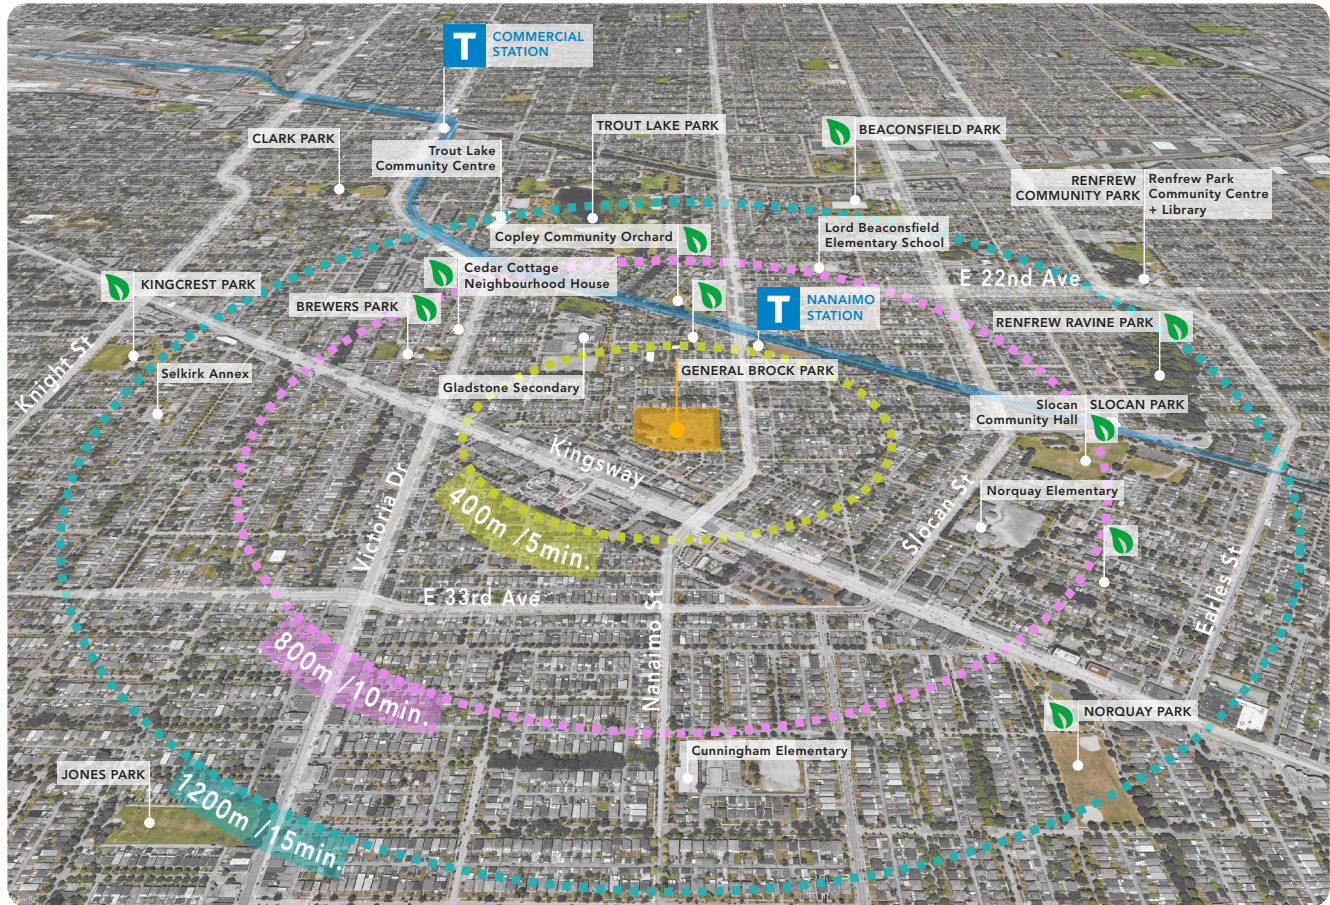 T
COMMERCIAL
STATION
CLARK PARK
Trout Lake
Community Centre
TROUT LAKE PARK
BEACONSFIELD PARK
RENFREW
COMMUNITY PARK
Renfrew Park
Community Centre
+ Library
Copley Community Orchard
Lord Beaconsfield
Elementary School
Cedar Cottage
Neighbourhood House
E 22nd Ave
KINGCREST PARK
BREWERS PARK
T
NANAIMO
STATION
RENFREW RAVINE PARK
Knight St
Selkirk Annex
Gladstone Secondary
GENERAL BROCK PARK
Slocan
Community Hall
SLOCAN PARK
Kingsway
Norquay Elementary
Victoria Dr
400m /5min.
Slocan St
Earles St
E 33rd Ave
Nanaimo St
800m /10min.
NORQUAY PARK
Cunningham Elementary
JONES PARK
1200m /15min.